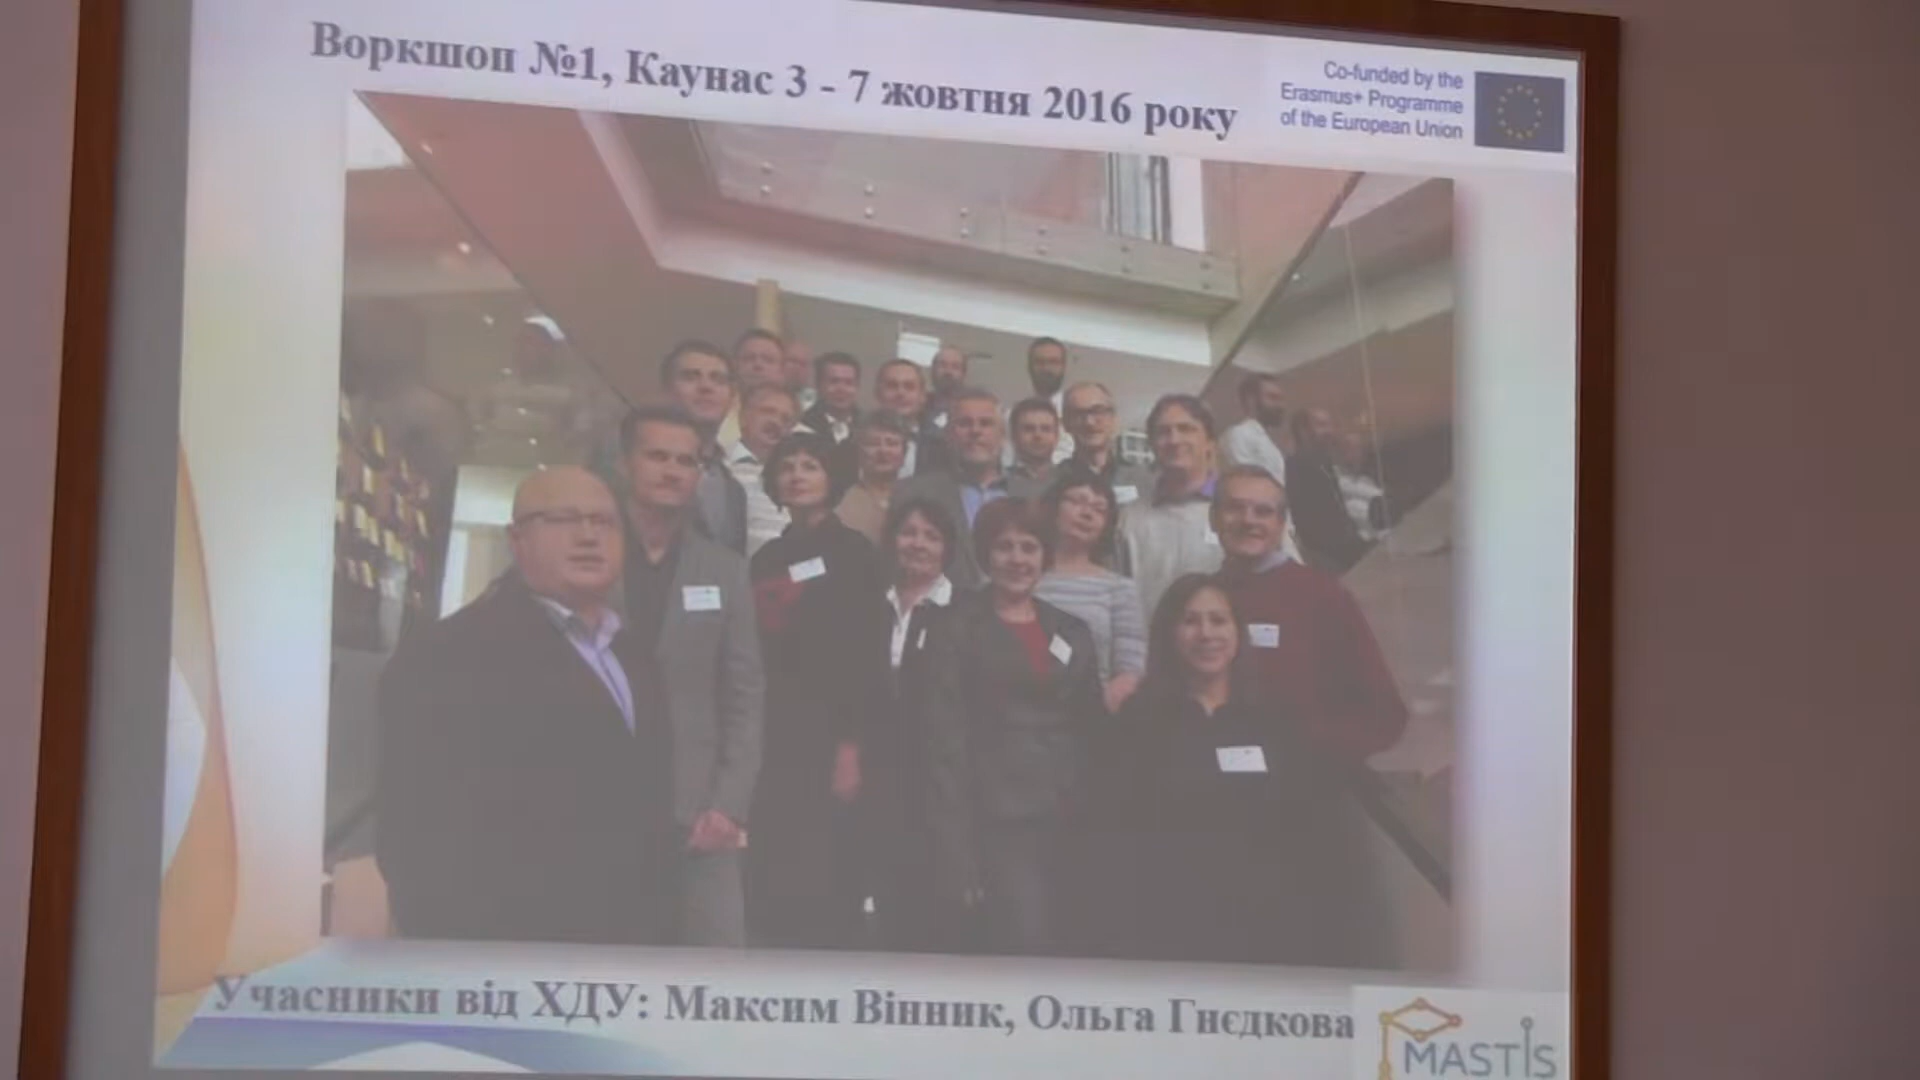 Воркшоп №1, Каунас 3 - 7 жовтня 2016 року
Co-funded by the
Erasmus+ Programme
of the European Union
Учасники від ХДУ: Максим Вінник, Ольга Гнєдкова
MASTIS